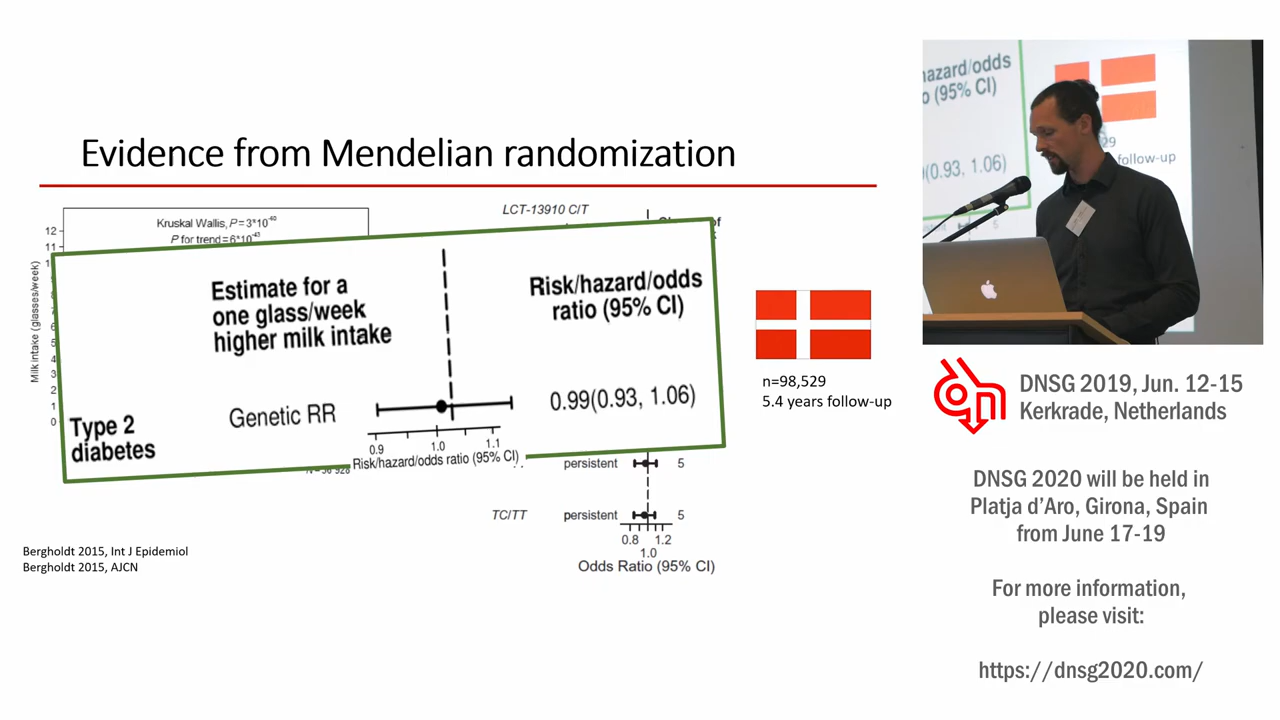 Evidence from Mendelian randomization
Kruskal Wallis, P=3*10-60
P for trend=6*10-43
LCT-13910 C/T
12
11
1
Milk intake (glasses/week)
5
4
3
2
1
0
Estimate for a
one glass/week
higher milk intake
Risk/hazard/odds
ratio (95% CI)
Type 2
diabetes
Genetic RR
0.99(0.93, 1.06)
0.9
1.0
1.1
Risk/hazard/odds ratio (95% CI)
persistent
5
TC/TT
persistent
5
0.8
1.2
1.0
Odds Ratio (95% CI)
n=98,529
5.4 years follow-up
Bergholdt 2015, Int J Epidemiol
Bergholdt 2015, AJCN
azard/odds
(95% CI)
(0.93, 1.06)
29
follow-up
DNSG 2019, Jun. 12-15
Kerkrade, Netherlands
DNSG 2020 will be held in
Platja d'Aro, Girona, Spain
from June 17-19
For more information,
please visit:
https://dnsg2020.com/